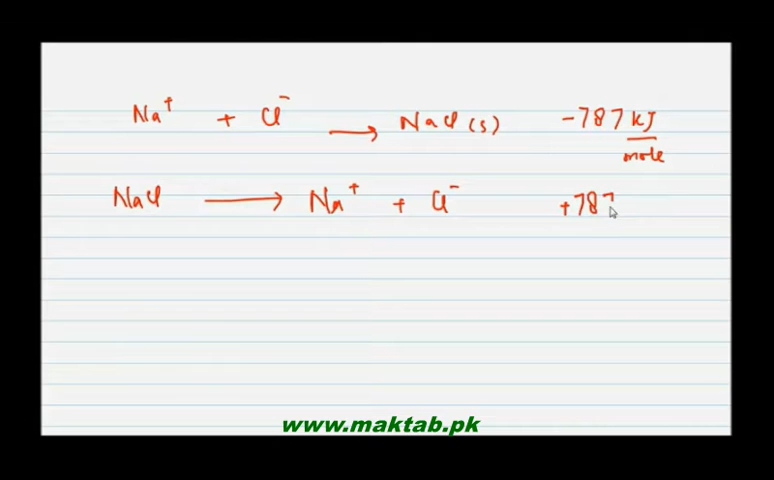 Na⁺ + Cl⁻ → NaCl (s) -787 kJ/mole
NaCl → Na⁺ + Cl⁻ +787
www.maktab.pk